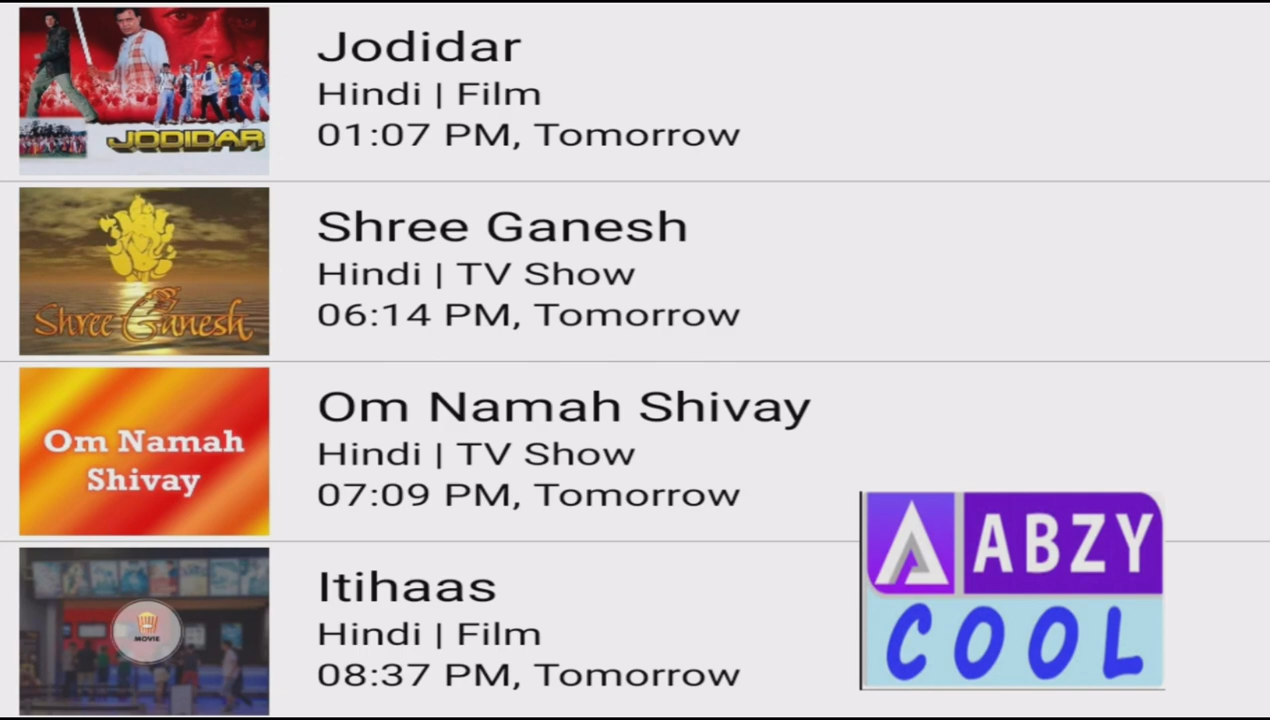 JODIDAR
Jodidar
Hindi | Film
01:07 PM, Tomorrow
Shree Ganesh
Shree Ganesh
Hindi | TV Show
06:14 PM, Tomorrow
Om Namah
Shivay
Om Namah Shivay
Hindi | TV Show
07:09 PM, Tomorrow
MOVIE
Itihaas
Hindi | Film
08:37 PM, Tomorrow
ABZY
COOL